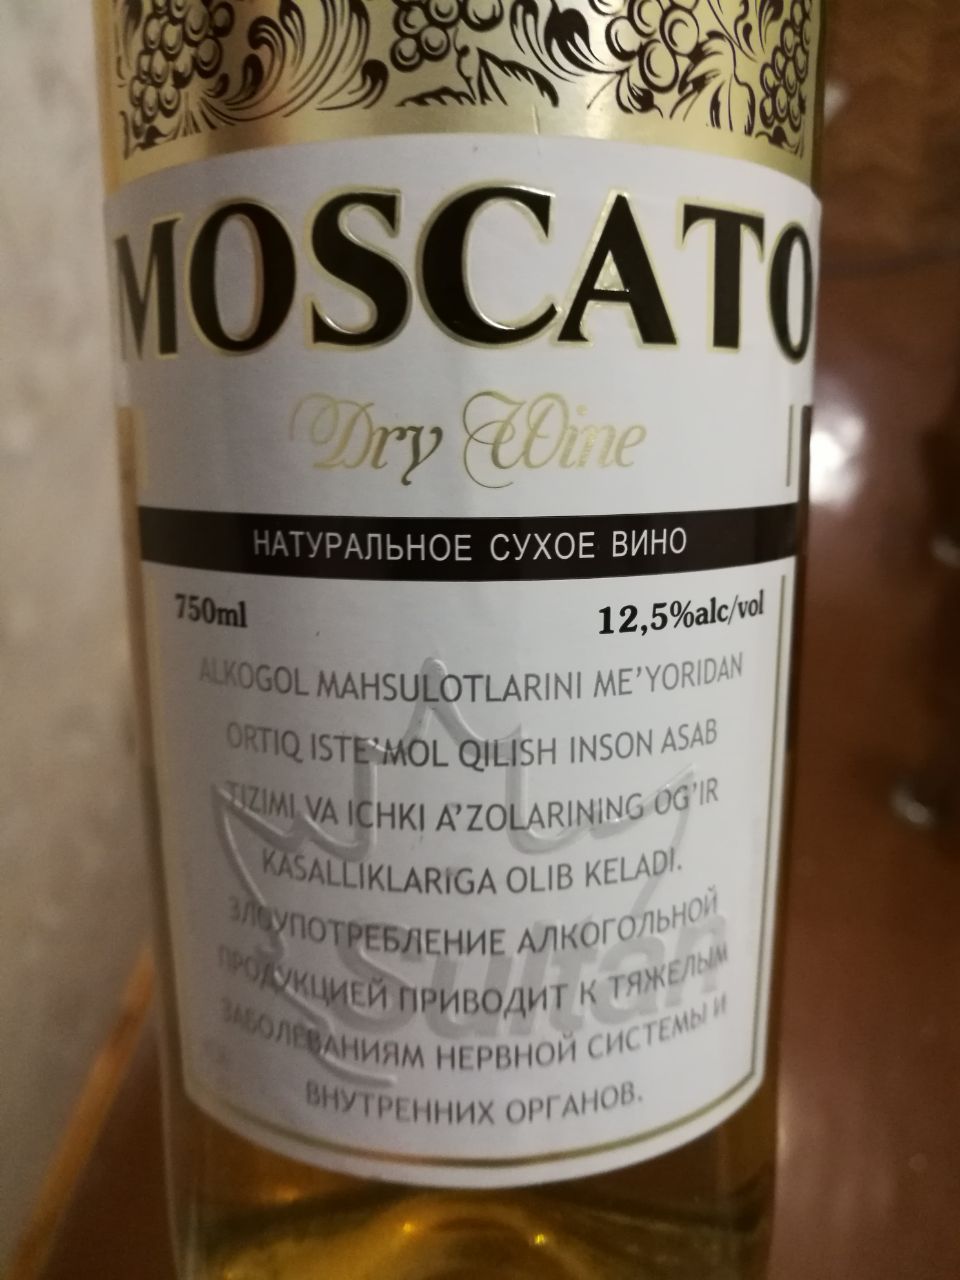 MOSCATO
Dry Wine
НАТУРАЛЬНОЕ СУХОЕ ВИНО
750ml
12,5%alc/vol
ALKOGOL MAHSULOTLARINI ME'YORIDAN
ORTIQ ISTE'MOL QILISH INSON ASAB
TIZIMI VA ICHKI A'ZOLARINING OG'IR
KASALLIKLARIGA OLIB KELADI.
ЗЛОУПОТРЕБЛЕНИЕ АЛКОГОЛЬНОЙ
ПРОДУКЦИЕЙ ПРИВОДИТ К ТЯЖЕЛЫМ
Sultan
ЗАБОЛЕВАНИЯМ НЕРВНОЙ СИСТЕМЫ И
ВНУТРЕННИХ ОРГАНОВ.